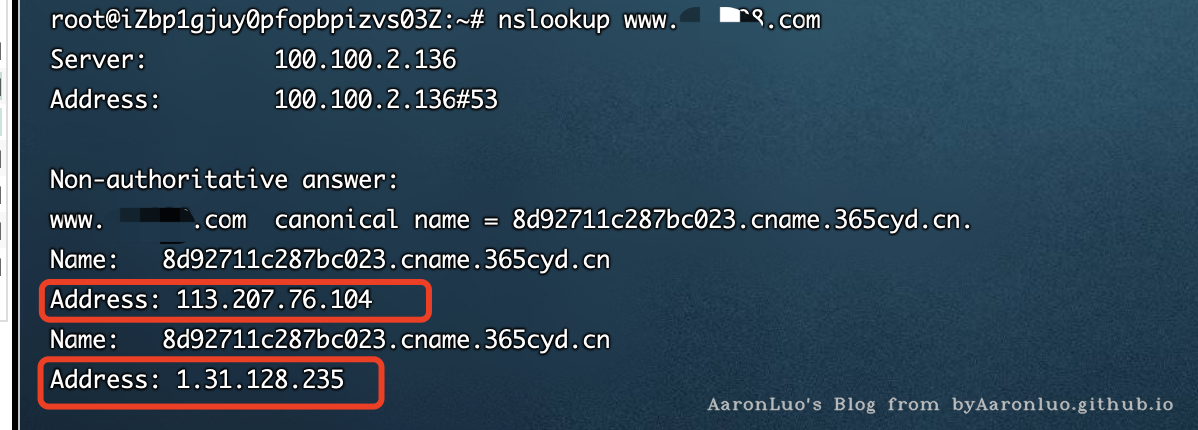 root@iZbp1gjuy0pfopbpizvs03Z:~# nslookup www. 8.com
Server: 100.100.2.136
Address: 100.100.2.136#53
Non-authoritative answer:
www. .com canonical name = 8d92711c287bc023.cname.365cyd.cn.
Name: 8d92711c287bc023.cname.365cyd.cn
Address: 113.207.76.104
Name: 8d92711c287bc023.cname.365cyd.cn
Address: 1.31.128.235
AaronLuo's Blog from byAaronluo.github.io